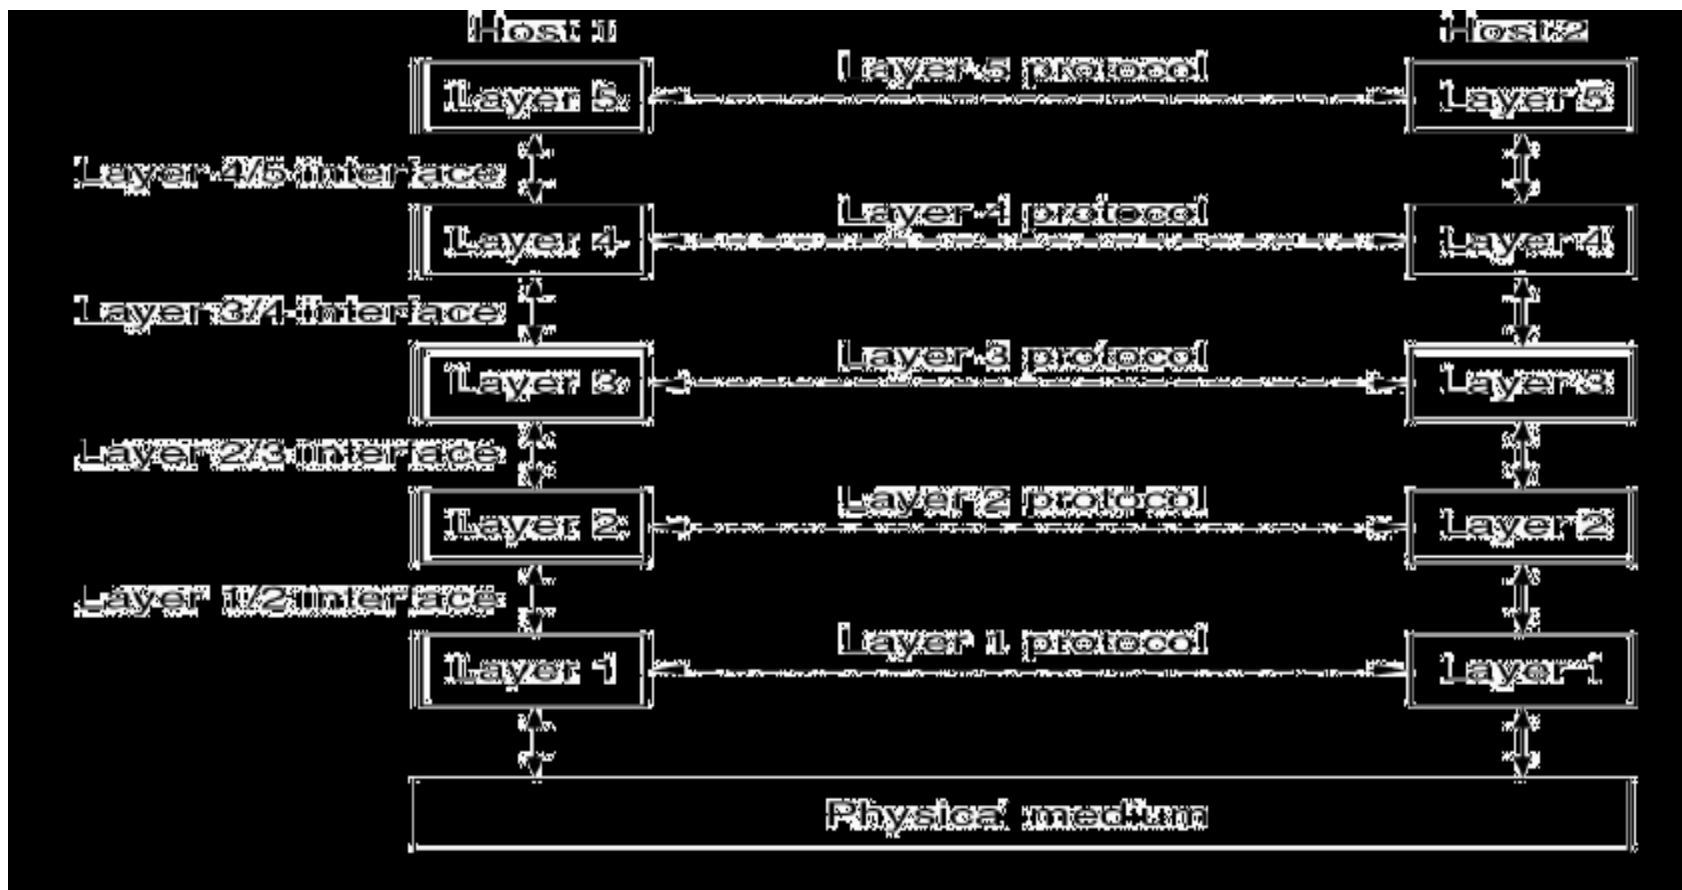 Host 1
Host 2
Layer 5 protocol
Layer 5
Layer 5
Layer 4/5 interface
Layer 4 protocol
Layer 4
Layer 4
Layer 3/4 interface
Layer 3 protocol
Layer 3
Layer 3
Layer 2/3 interface
Layer 2 protocol
Layer 2
Layer 2
Layer 1/2 interface
Layer 1 protocol
Layer 1
Layer 1
Physical medium